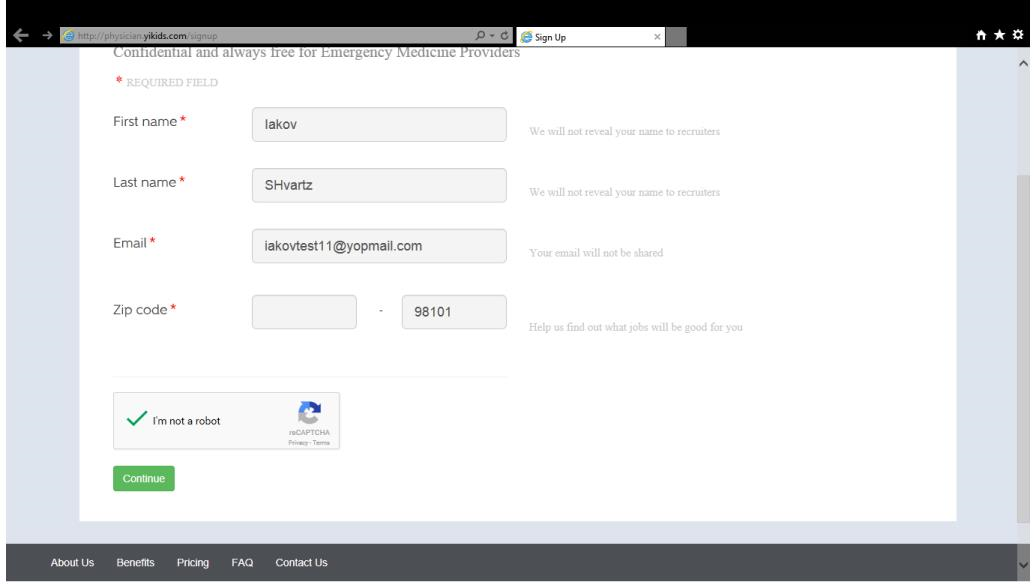 http://physician.yikids.com/signup
Sign Up
Confidential and always free for Emergency Medicine Providers
* REQUIRED FIELD
First name *
Iakov
We will not reveal your name to recruiters
Last name *
SHvartz
We will not reveal your name to recruiters
Email *
iakovtest11@yopmail.com
Your email will not be shared
Zip code *
-
98101
Help us find out what jobs will be good for you
I'm not a robot
reCAPTCHA
Privacy - Terms
Continue
About Us Benefits Pricing FAQ Contact Us